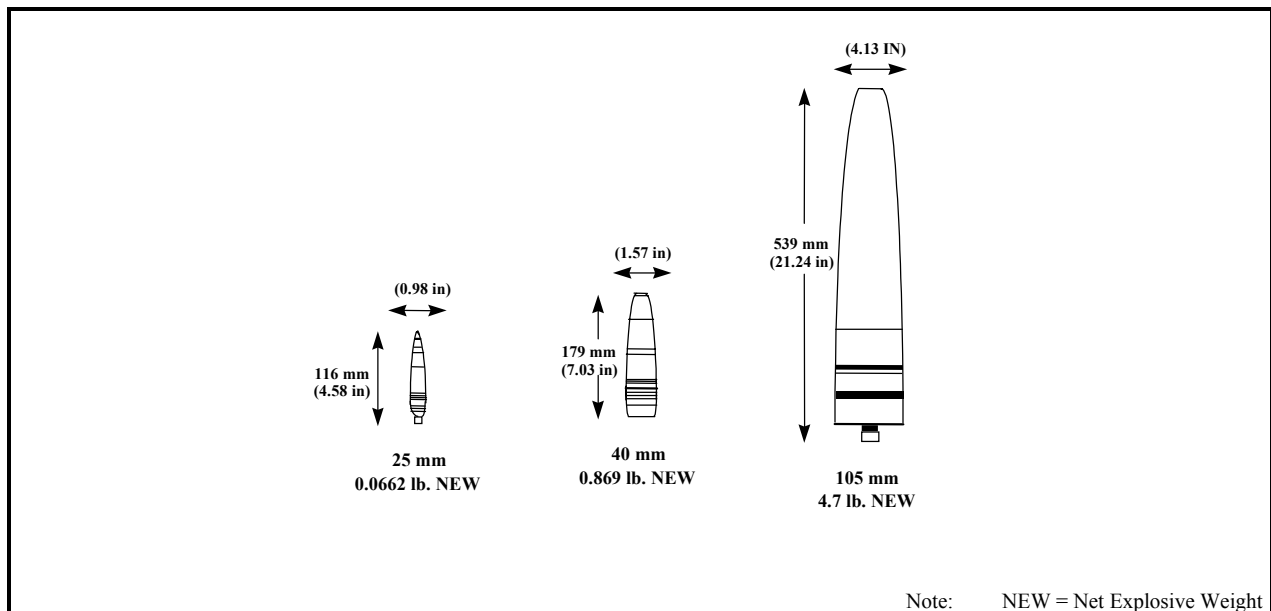 (0.98 in)
116 mm
(4.58 in)
25 mm
0.0662 lb. NEW
(1.57 in)
179 mm
(7.03 in)
40 mm
0.869 lb. NEW
(4.13 IN)
539 mm
(21.24 in)
105 mm
4.7 lb. NEW
Note: NEW = Net Explosive Weight